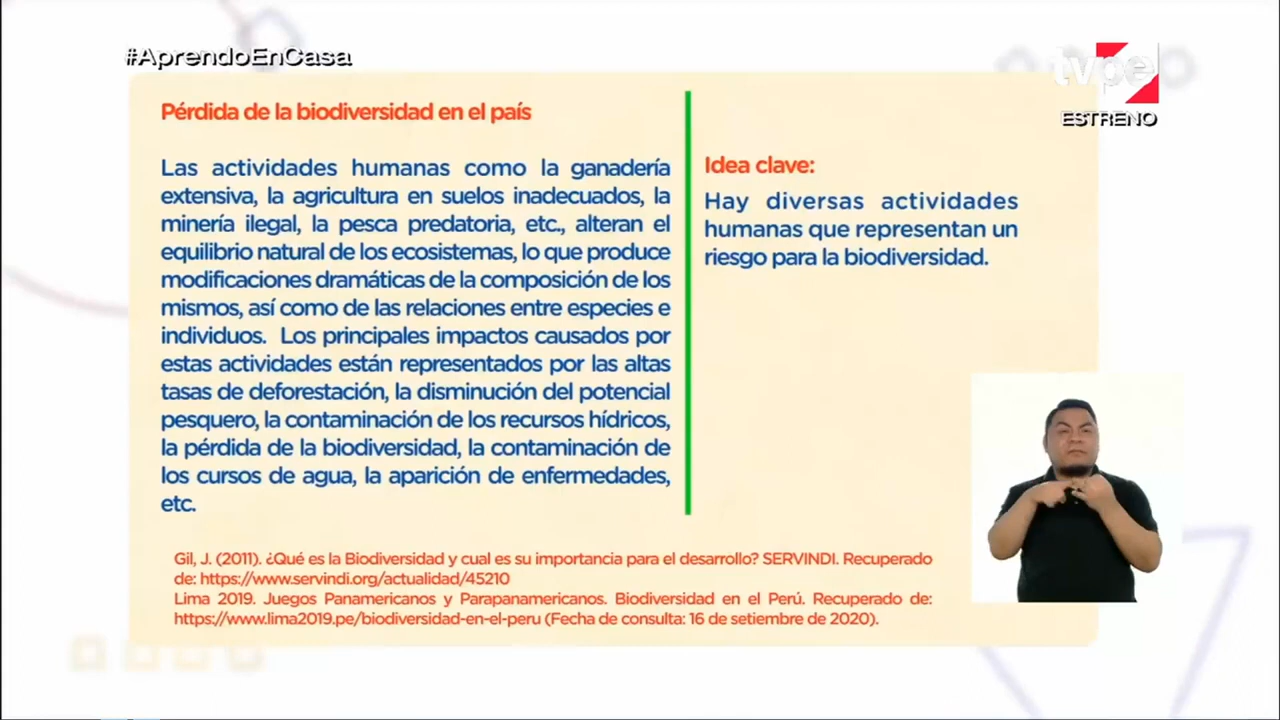 #AprendoEnCasa
tvpe
ESTRENO
Pérdida de la biodiversidad en el país
Las actividades humanas como la ganadería
extensiva, la agricultura en suelos inadecuados, la
minería ilegal, la pesca predatoria, etc., alteran el
equilibrio natural de los ecosistemas, lo que produce
modificaciones dramáticas de la composición de los
mismos, así como de las relaciones entre especies e
individuos. Los principales impactos causados por
estas actividades están representados por las altas
tasas de deforestación, la disminución del potencial
pesquero, la contaminación de los recursos hídricos,
la pérdida de la biodiversidad, la contaminación de
los cursos de agua, la aparición de enfermedades,
etc.
Idea clave:
Hay diversas actividades
humanas que representan un
riesgo para la biodiversidad.
Gil, J. (2011). ¿Qué es la Biodiversidad y cual es su importancia para el desarrollo? SERVINDI. Recuperado
de: https://www.servindi.org/actualidad/45210
Lima 2019. Juegos Panamericanos y Parapanamericanos. Biodiversidad en el Perú. Recuperado de:
https://www.lima2019.pe/biodiversidad-en-el-peru (Fecha de consulta: 16 de setiembre de 2020).